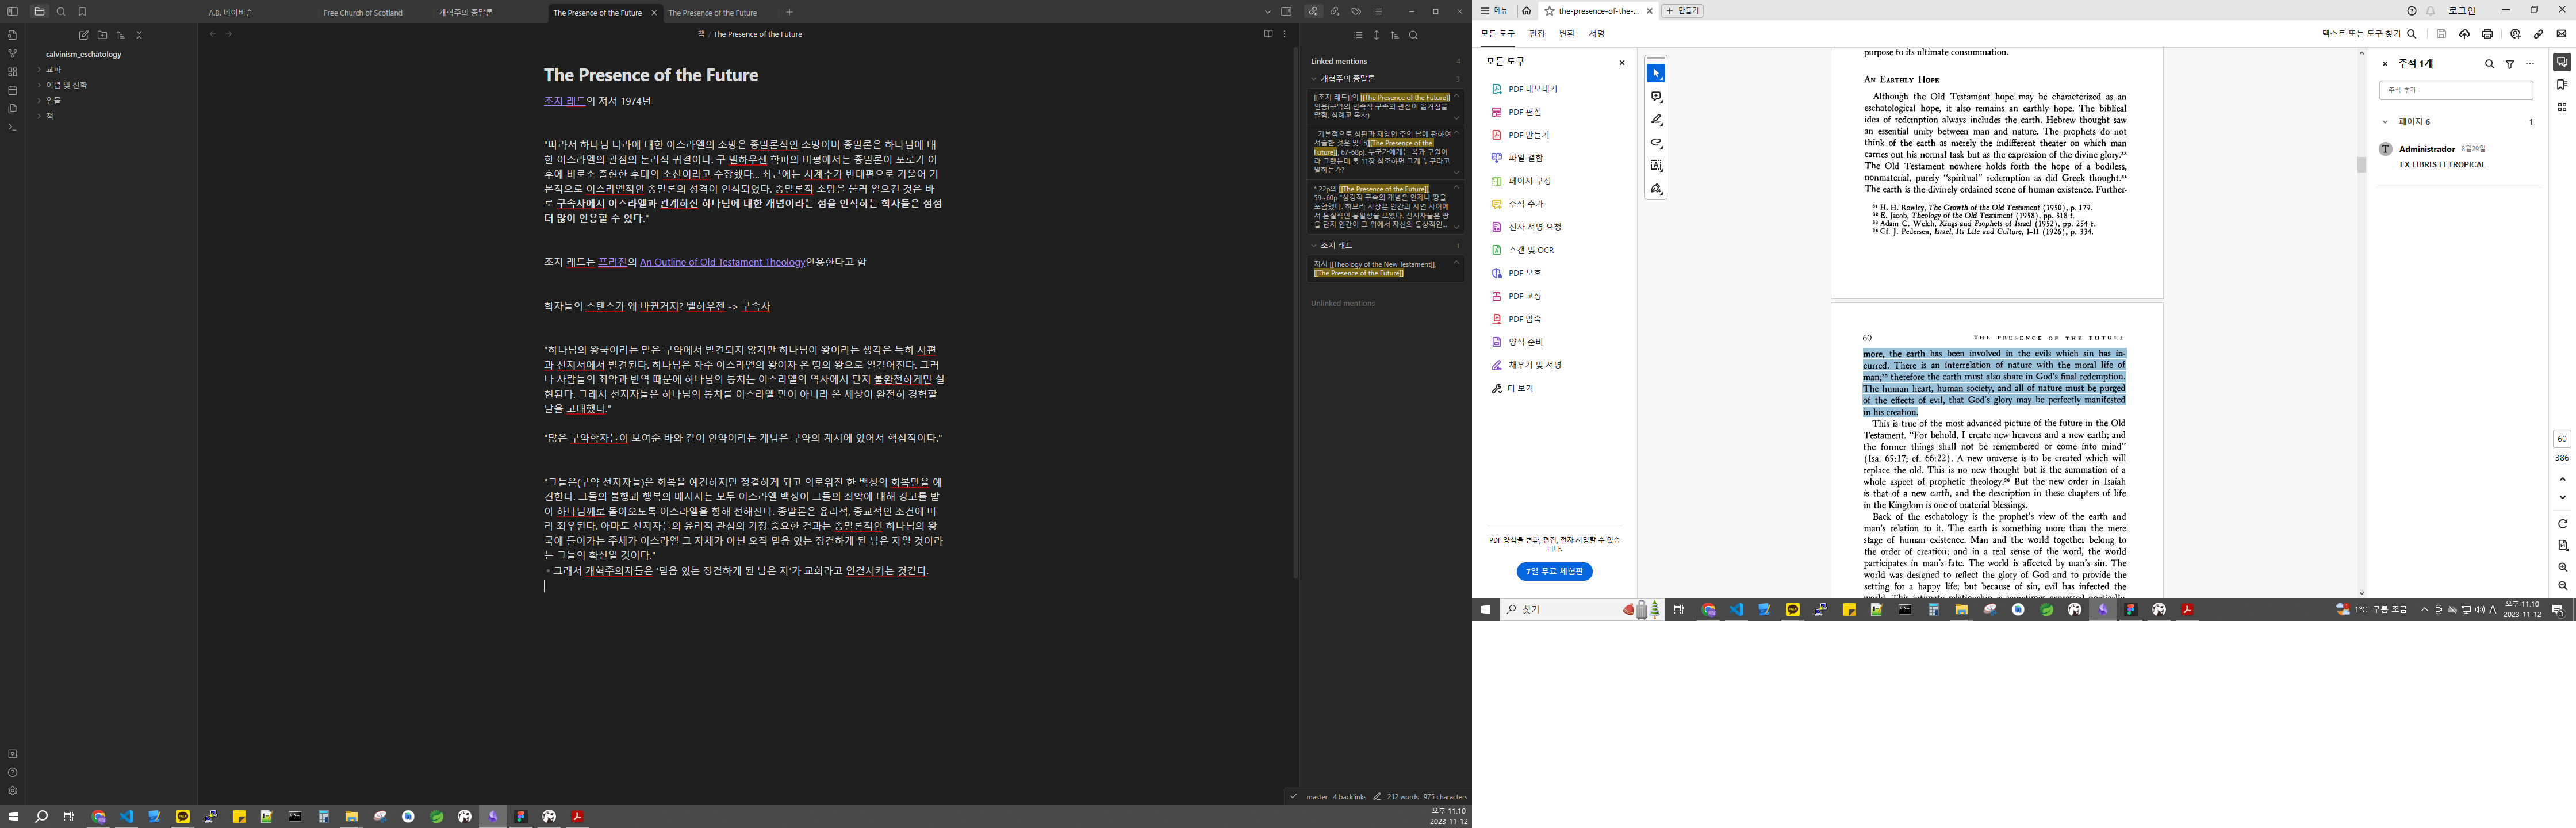 A.B. 데이비슨
Free Church of Scotland
개혁주의 종말론
The Presence of the Future
The Presence of the Future
calvinism_eschatology
교파
이념 및 신학
인물
책
책 / The Presence of the Future
The Presence of the Future
조지 래드의 저서 1974년
"따라서 하나님 나라에 대한 이스라엘의 소망은 종말론적인 소망이며 종말론은 하나님에 대
한 이스라엘의 관점의 논리적 귀결이다. 구 벨하우젠 학파의 비평에서는 종말론이 포로기 이
후에 비로소 출현한 후대의 소산이라고 주장했다... 최근에는 시계추가 반대편으로 기울어 기
본적으로 이스라엘적인 종말론의 성격이 인식되었다. 종말론적 소망을 불러 일으킨 것은 바
로 구속사에서 이스라엘과 관계하신 하나님에 대한 개념이라는 점을 인식하는 학자들은 점점
더 많이 인용할 수 있다."
조지 래드는 프리전의 An Outline of Old Testament Theology인용한다고 함
학자들의 스탠스가 왜 바뀐거지? 벨하우젠 -> 구속사
"하나님의 왕국이라는 말은 구약에서 발견되지 않지만 하나님이 왕이라는 생각은 특히 시편
과 선지서에서 발견된다. 하나님은 자주 이스라엘의 왕이자 온 땅의 왕으로 일컬어진다. 그러
나 사람들의 죄악과 반역 때문에 하나님의 통치는 이스라엘의 역사에서 단지 불완전하게만 실
현된다. 그래서 선지자들은 하나님의 통치를 이스라엘 만이 아니라 온 세상이 완전히 경험할
날을 고대했다."
"많은 구약학자들이 보여준 바와 같이 언약이라는 개념은 구약의 계시에 있어서 핵심적이다."
"그들은(구약 선지자들)은 회복을 예견하지만 정결하게 되고 의로워진 한 백성의 회복만을 예
견한다. 그들의 불행과 행복의 메시지는 모두 이스라엘 백성이 그들의 죄악에 대해 경고를 받
아 하나님께로 돌아오도록 이스라엘을 향해 전해진다. 종말론은 윤리적, 종교적인 조건에 따
라 좌우된다. 아마도 선지자들의 윤리적 관심의 가장 중요한 결과는 종말론적인 하나님의 왕
국에 들어가는 주체가 이스라엘 그 자체가 아닌 오직 믿음 있는 정결하게 된 남은 자일 것이라
는 그들의 확신일 것이다."
• 그래서 개혁주의자들은 '믿음 있는 정결하게 된 남은 자'가 교회라고 연결시키는 것같다.
Linked mentions 4
개혁주의 종말론 3
[[조지 래드]]의 [[The Presence of the Future]]
인용(구약의 민족적 구속의 관점이 옮겨짐을
말함. 침례교 목사)
기본적으로 심판과 재앙인 주의 날에 관하여
서술한 것은 맞다([[The Presence of the
Future]], 67-68p). 누군가에게는 복과 구원이
라 그랬는데 롬 11장 참조하면 그게 누구라고
말하는가?
* 22p의 [[The Presence of the Future]],
59~60p "성경적 구속의 개념은 언제나 땅을
포함했다. 히브리 사상은 인간과 자연 사이에
서 본질적인 통일성을 보았다. 선지자들은 땅
을 단지 인간이 그 위에서 자신의 통상적인...
조지 래드 1
저서 [[Theology of the New Testament]],
[[The Presence of the Future]]
Unlinked mentions
master 4 backlinks 212 words 975 characters
오후 11:10
2023-11-12
메뉴
the-presence-of-the-...
만들기
로그인
모든 도구 편집 변환 서명
텍스트 또는 도구 찾기
모든 도구
PDF 내보내기
PDF 편집
PDF 만들기
파일 결합
페이지 구성
주석 추가
전자 서명 요청
스캔 및 OCR
PDF 보호
PDF 교정
PDF 압축
양식 준비
채우기 및 서명
더 보기
PDF 양식을 변환, 편집, 전자 서명할 수 있습
니다.
7일 무료 체험판
purpose to its ultimate consummation.
AN EARTHLY HOPE
Although the Old Testament hope may be characterized as an
eschatological hope, it also remains an earthly hope. The biblical
idea of redemption always includes the earth. Hebrew thought saw
an essential unity between man and nature. The prophets do not
think of the earth as merely the indifferent theater on which man
carries out his normal task but as the expression of the divine glory.³³
The Old Testament nowhere holds forth the hope of a bodiless,
nonmaterial, purely "spiritual" redemption as did Greek thought.³⁴
The earth is the divinely ordained scene of human existence. Further-
³¹ H. H. Rowley, The Growth of the Old Testament (1950), p. 179.
³² E. Jacob, Theology of the Old Testament (1958), pp. 318 f.
³³ Adam C. Welch, Kings and Prophets of Israel (1952), pp. 254 f.
³⁴ Cf. J. Pedersen, Israel, Its Life and Culture, I-II (1926), p. 334.
60 THE PRESENCE OF THE FUTURE
more, the earth has been involved in the evils which sin has in-
curred. There is an interrelation of nature with the moral life of
man;³⁵ therefore the earth must also share in God's final redemption.
The human heart, human society, and all of nature must be purged
of the effects of evil, that God's glory may be perfectly manifested
in his creation.
This is true of the most advanced picture of the future in the Old
Testament. "For behold, I create new heavens and a new earth; and
the former things shall not be remembered or come into mind"
(Isa. 65:17; cf. 66:22). A new universe is to be created which will
replace the old. This is no new thought but is the summation of a
whole aspect of prophetic theology.³⁶ But the new order in Isaiah
is that of a new earth, and the description in these chapters of life
in the Kingdom is one of material blessings.
Back of the eschatology is the prophet's view of the earth and
man's relation to it. The earth is something more than the mere
stage of human existence. Man and the world together belong to
the order of creation; and in a real sense of the word, the world
participates in man's fate. The world is affected by man's sin. The
world was designed to reflect the glory of God and to provide the
setting for a happy life; but because of sin, evil has infected the
world. This intimate relationship is sometimes expressed poetically.
주석 1개
주석 추가
페이지 6 1
Administrador 8월29일
EX LIBRIS ELTROPICAL
60
386
찾기
1°C 구름 조금
A
오후 11:10
2023-11-12
3